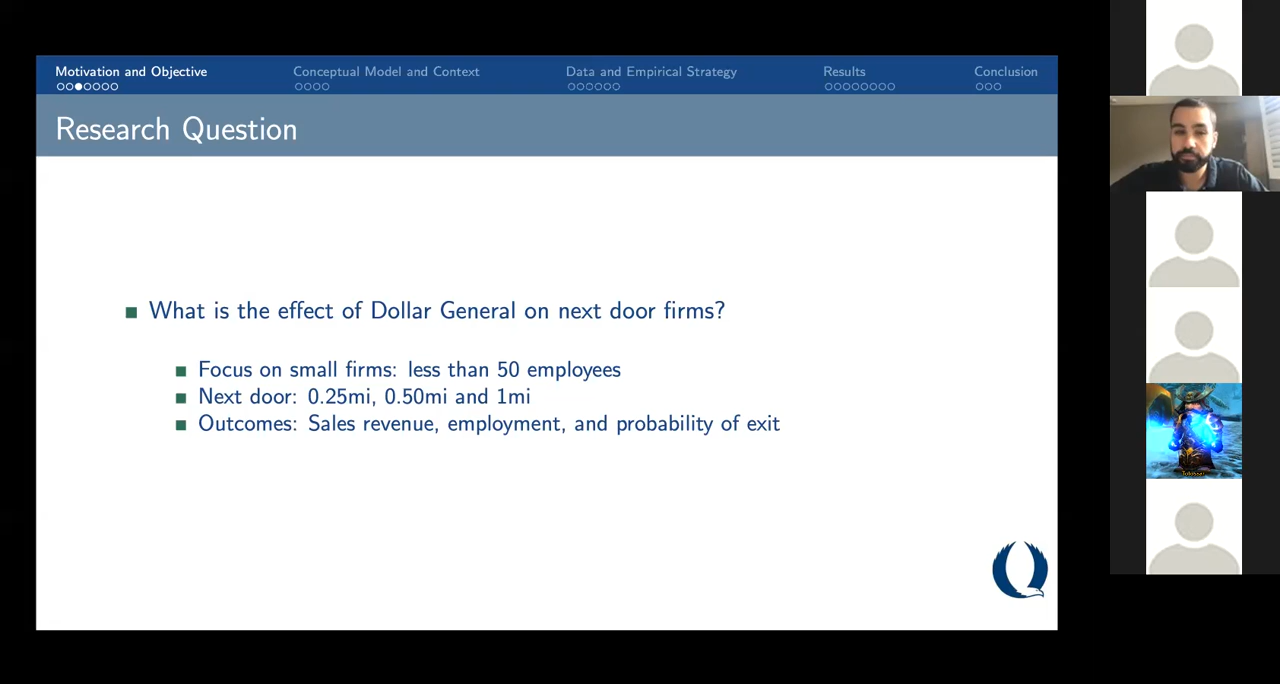 Motivation and Objective
Conceptual Model and Context
Data and Empirical Strategy
Results
Conclusion
Research Question
What is the effect of Dollar General on next door firms?
Focus on small firms: less than 50 employees
Next door: 0.25mi, 0.50mi and 1mi
Outcomes: Sales revenue, employment, and probability of exit